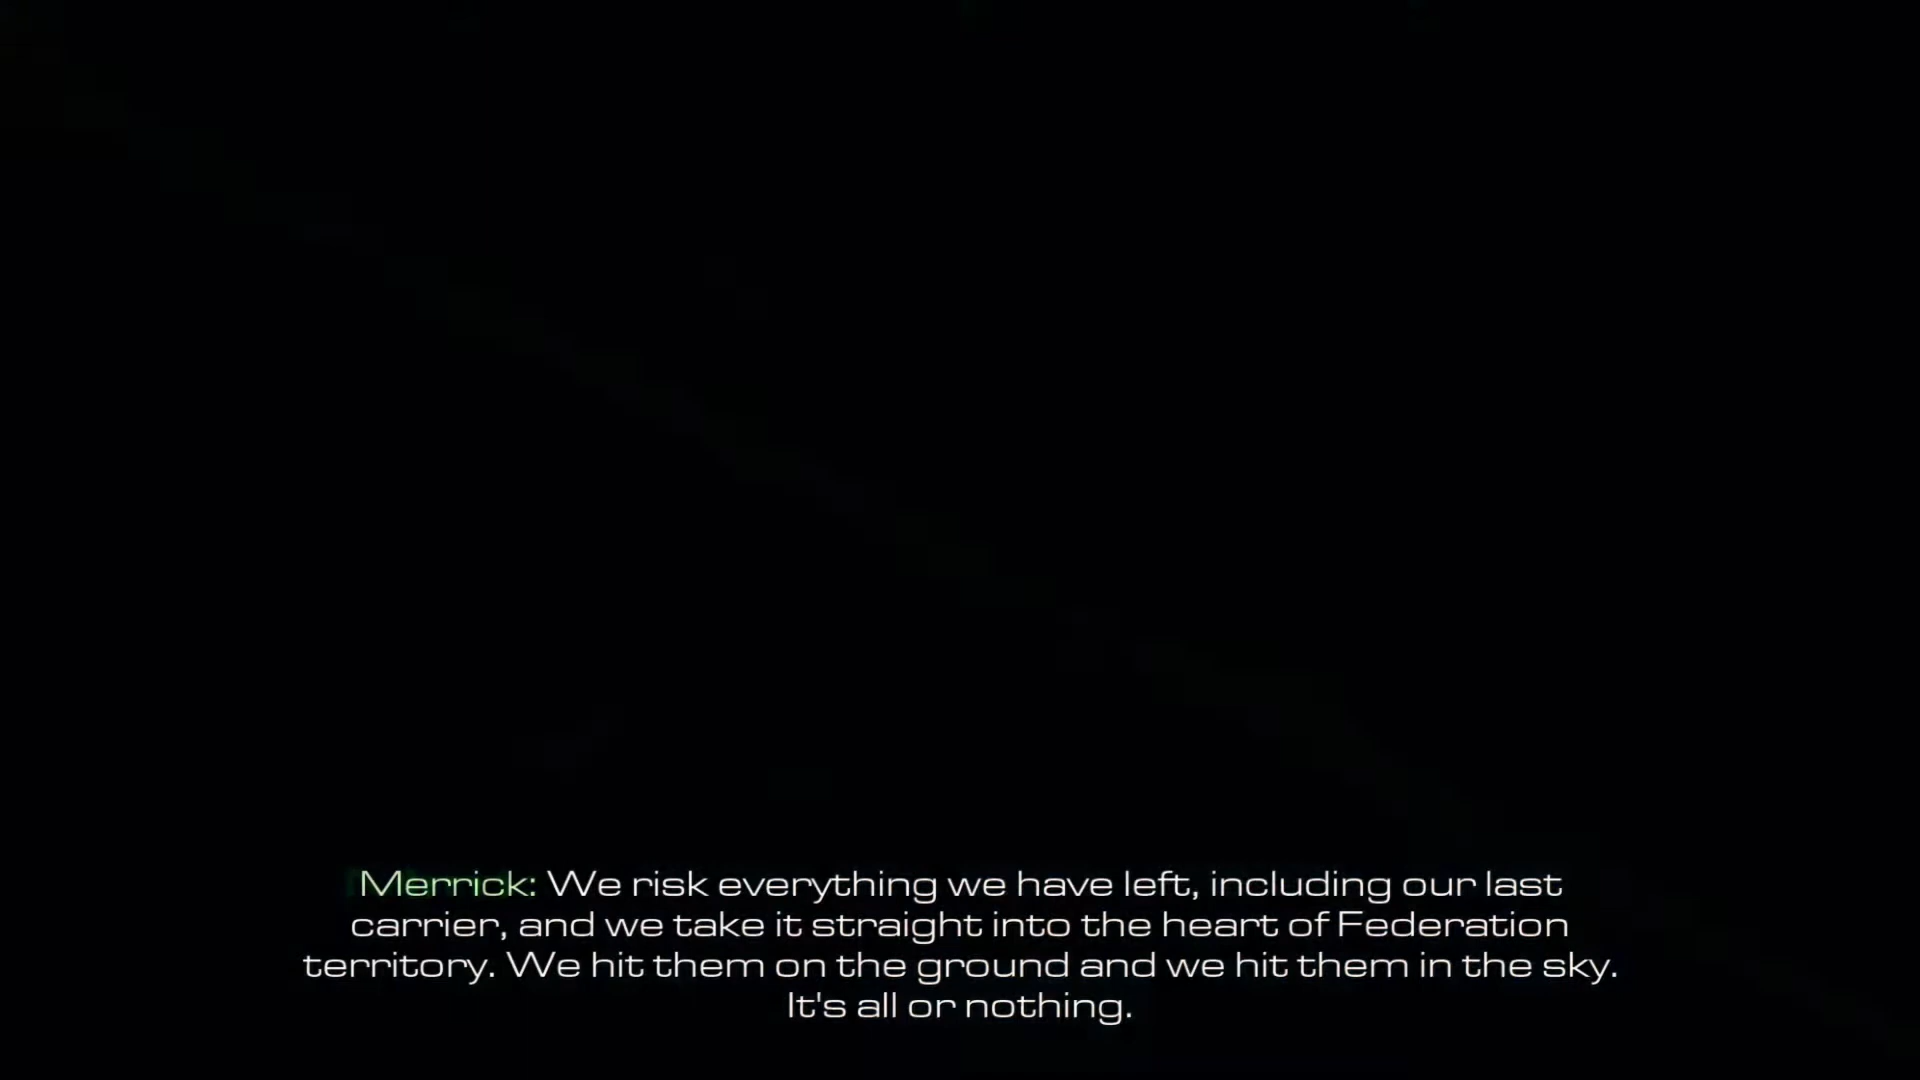 Merrick: We risk everything we have left, including our last
carrier, and we take it straight into the heart of Federation
territory. We hit them on the ground and we hit them in the sky.
It's all or nothing.